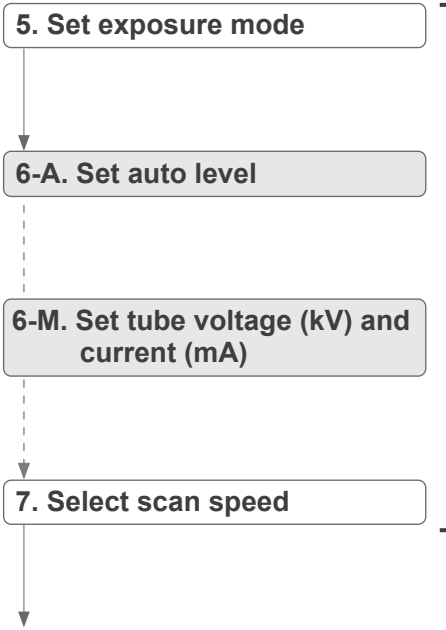 5. Set exposure mode
6-A. Set auto level
6-M. Set tube voltage (kV) and
current (mA)
7. Select scan speed